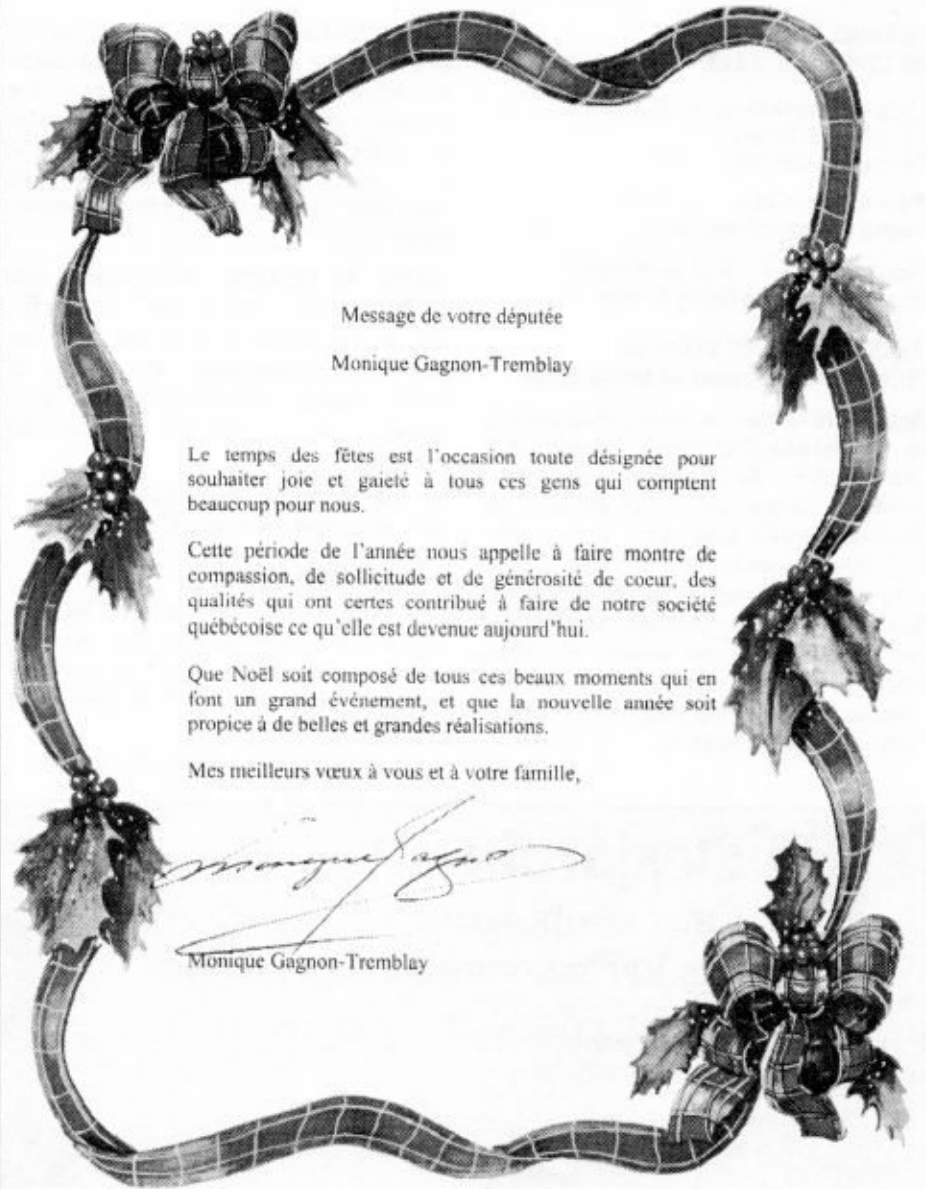 Message de votre députée
Monique Gagnon-Tremblay
Le temps des fêtes est l'occasion toute désignée pour
souhaiter joie et gaieté à tous ces gens qui comptent
beaucoup pour nous.
Cette période de l'année nous appelle à faire montre de
compassion, de sollicitude et de générosité de coeur, des
qualités qui ont certes contribué à faire de notre société
québécoise ce qu'elle est devenue aujourd'hui.
Que Noël soit composé de tous ces beaux moments qui en
font un grand événement, et que la nouvelle année soit
propice à de belles et grandes réalisations.
Mes meilleurs vœux à vous et à votre famille,
Monique Gagnon
Monique Gagnon-Tremblay